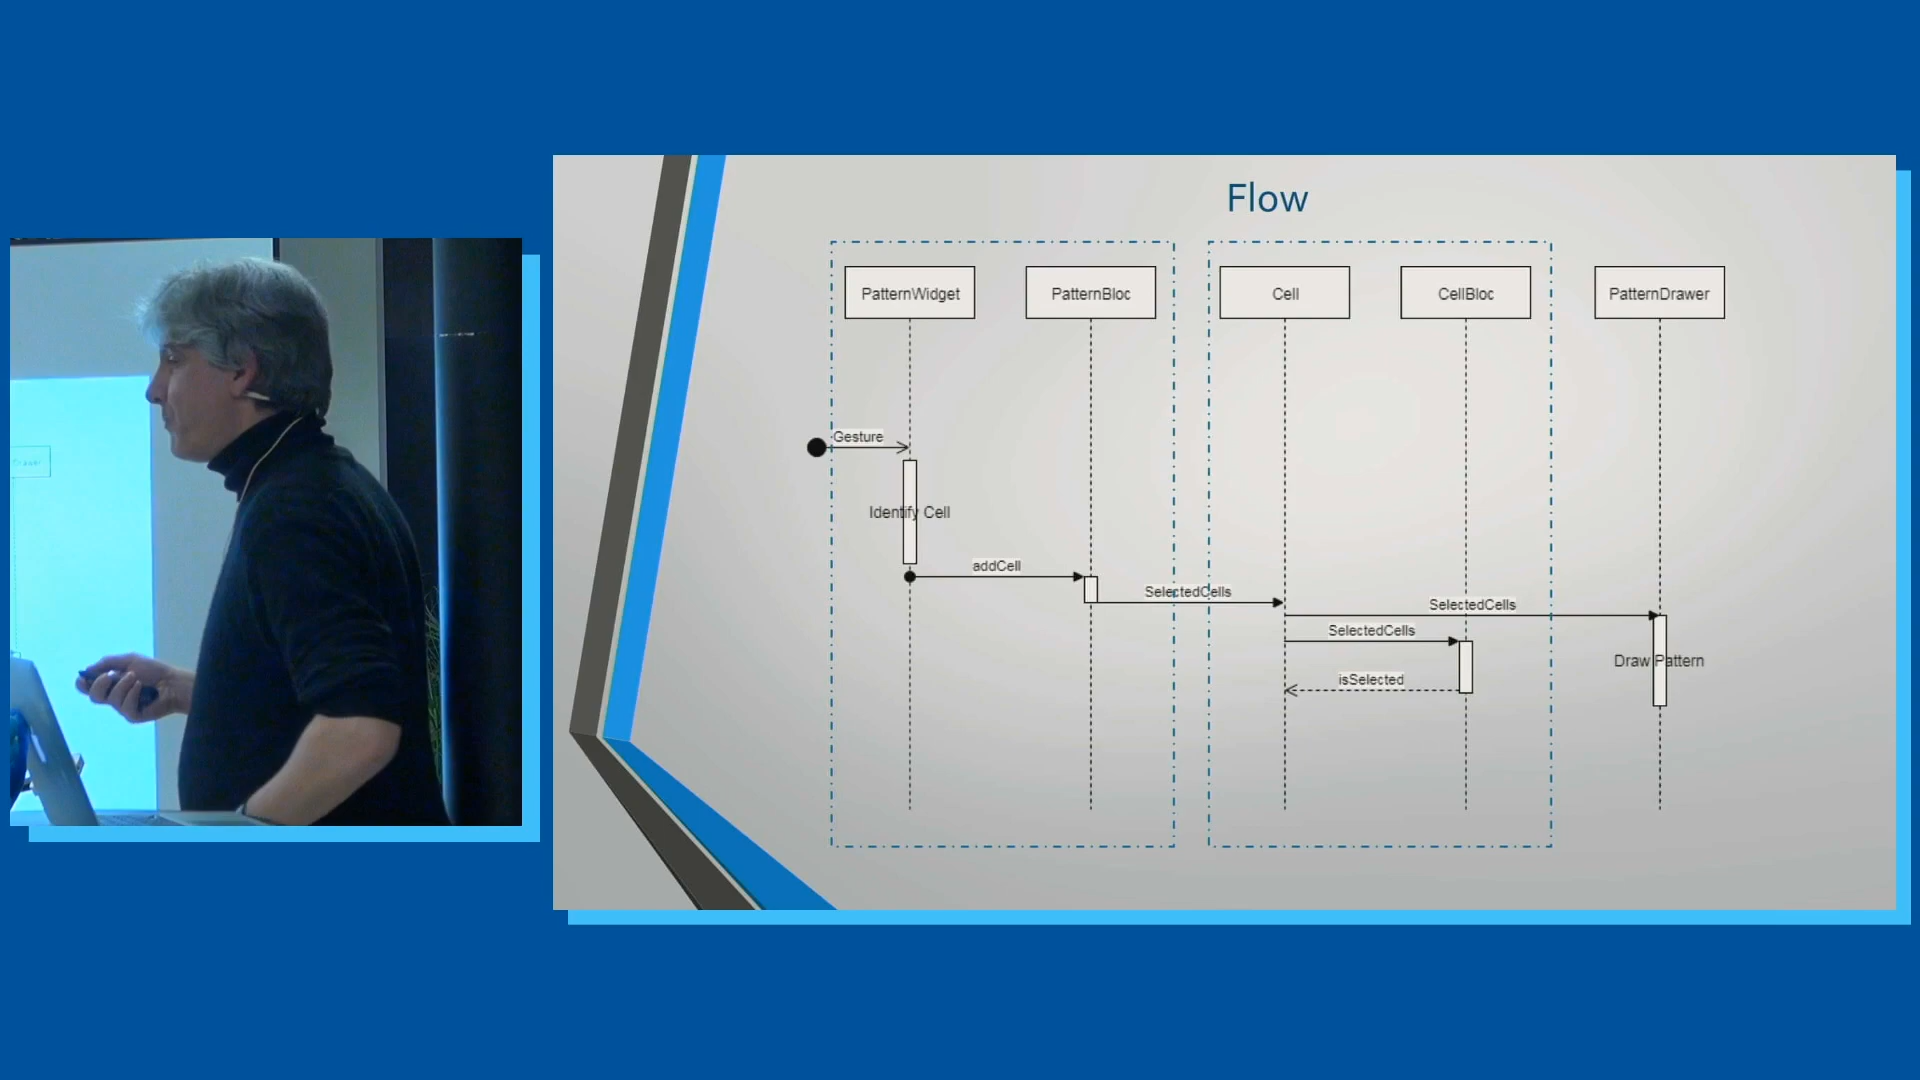 Flow
PatternWidget
PatternBloc
Cell
CellBloc
PatternDrawer
Gesture
Identify Cell
addCell
SelectedCells
SelectedCells
SelectedCells
Draw Pattern
isSelected